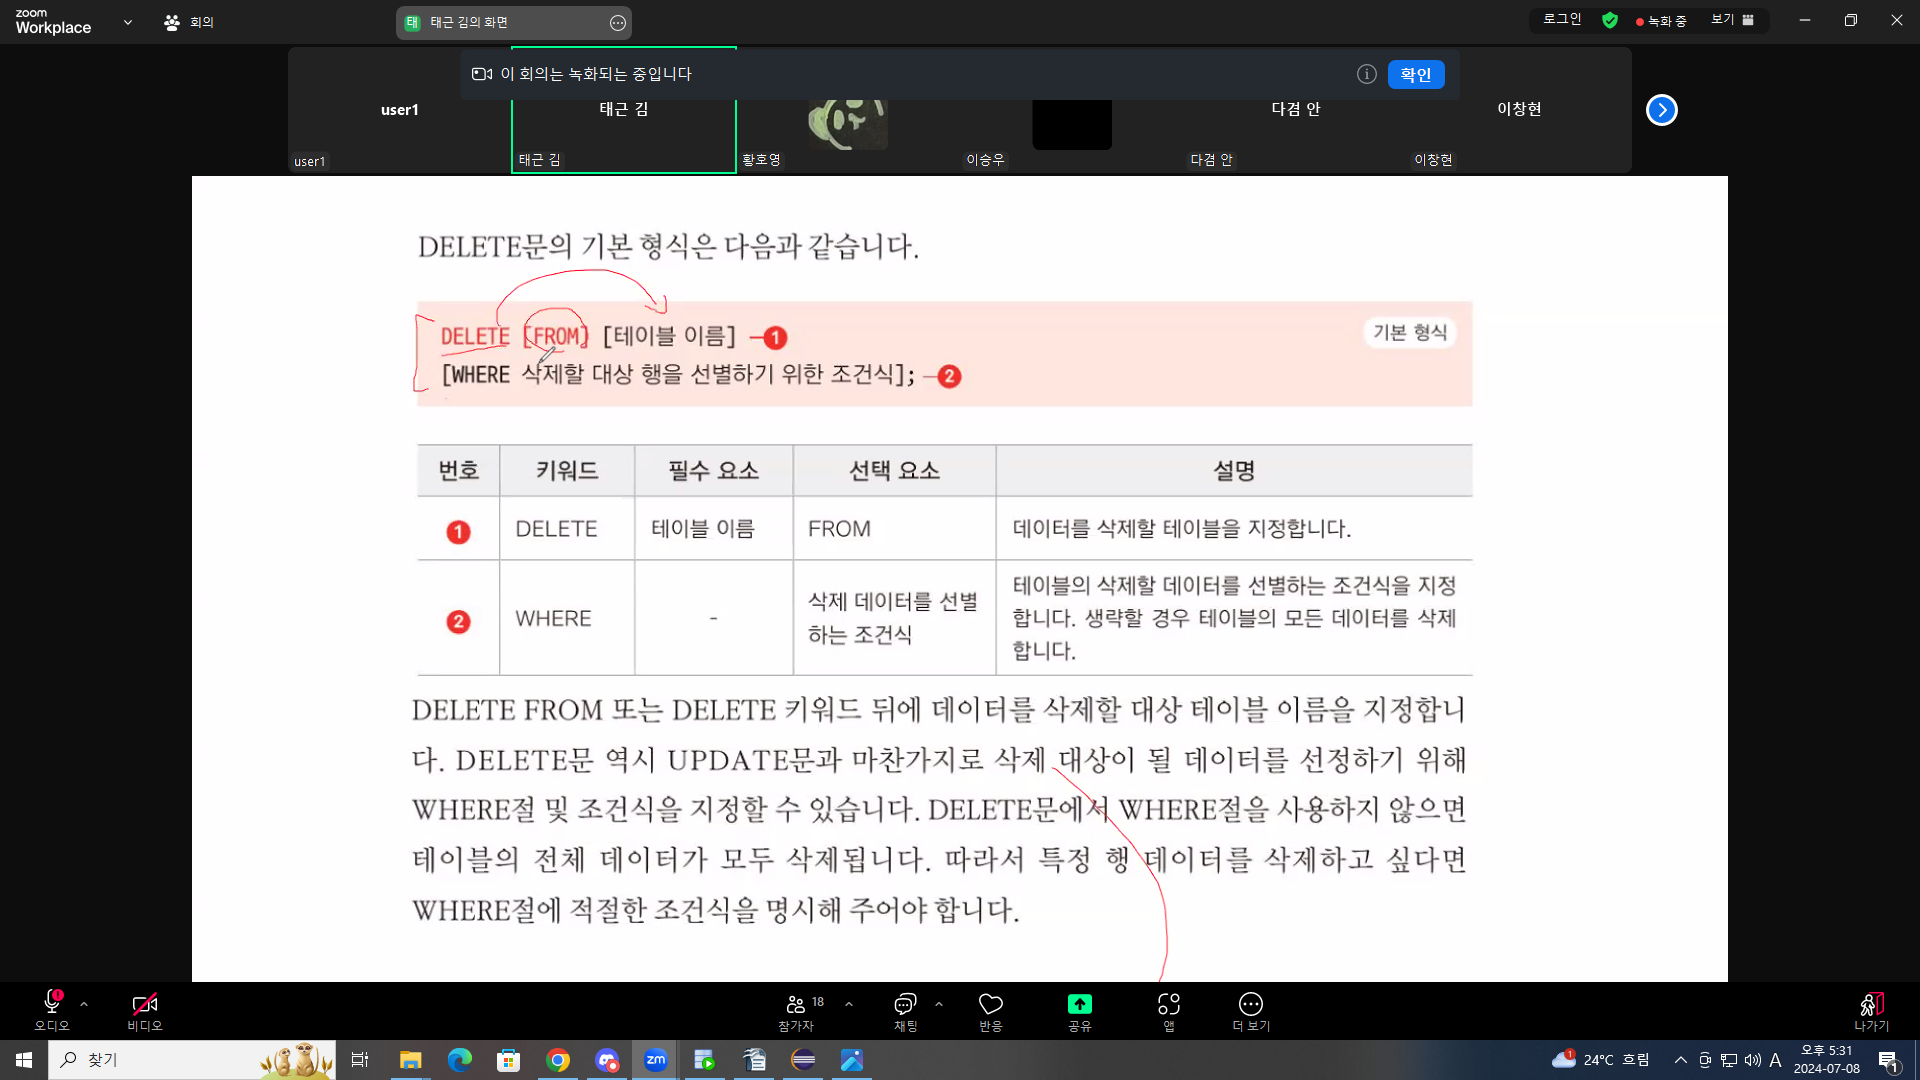 zoom
Workplace
회의
태 태근 김의 화면
로그인
녹화 중
보기
이 회의는 녹화되는 중입니다
확인
user1
태근 김
다겸 안
이창현
user1
태근 김
황호영
이승우
다겸 안
이창현
DELETE문의 기본 형식은 다음과 같습니다.
DELETE [FROM] [테이블 이름] 1
기본 형식
[WHERE 삭제할 대상 행을 선별하기 위한 조건식]; 2
번호 키워드 필수 요소 선택 요소 설명
1 DELETE 테이블 이름 FROM 데이터를 삭제할 테이블을 지정합니다.
2 WHERE - 삭제 데이터를 선별
하는 조건식
테이블의 삭제할 데이터를 선별하는 조건식을 지정
합니다. 생략할 경우 테이블의 모든 데이터를 삭제
합니다.
DELETE FROM 또는 DELETE 키워드 뒤에 데이터를 삭제할 대상 테이블 이름을 지정합니
다. DELETE문 역시 UPDATE문과 마찬가지로 삭제 대상이 될 데이터를 선정하기 위해
WHERE절 및 조건식을 지정할 수 있습니다. DELETE문에서 WHERE절을 사용하지 않으면
테이블의 전체 데이터가 모두 삭제됩니다. 따라서 특정 행 데이터를 삭제하고 싶다면
WHERE절에 적절한 조건식을 명시해 주어야 합니다.
오디오
비디오
참가자
18
채팅
반응
공유
앱
더 보기
나가기
찾기
zm
1
24°C 흐림
A
오후 5:31
2024-07-08
1